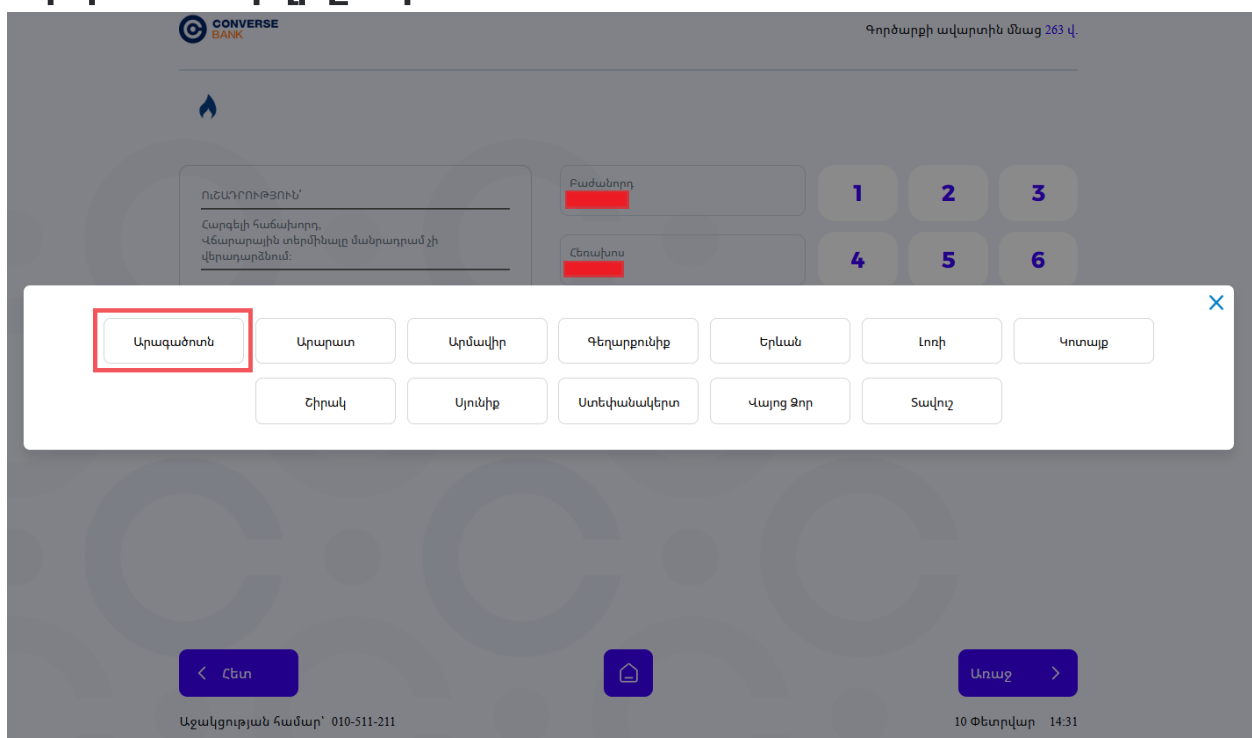 CONVERSE
BANK
Գործարքի ավարտին մնաց 263 վ.
ՈւՇԱԴՐՈՒԹՅՈՒՆ՝
Հարգելի հաճախորդ,
Վճարարային տերմինալը մանրադրամ չի
վերադարձնում:
Բաժանորդ
Հեռախոս
1 2 3
4 5 6
Արագածոտն Արարատ Արմավիր Գեղարքունիք Երևան Լոռի Կոտայք
Շիրակ Սյունիք Ստեփանակերտ Վայոց Ձոր Տավուշ
Հետ
Առաջ
Աջակցության համար՝ 010-511-211
10 Փետրվար 14:31